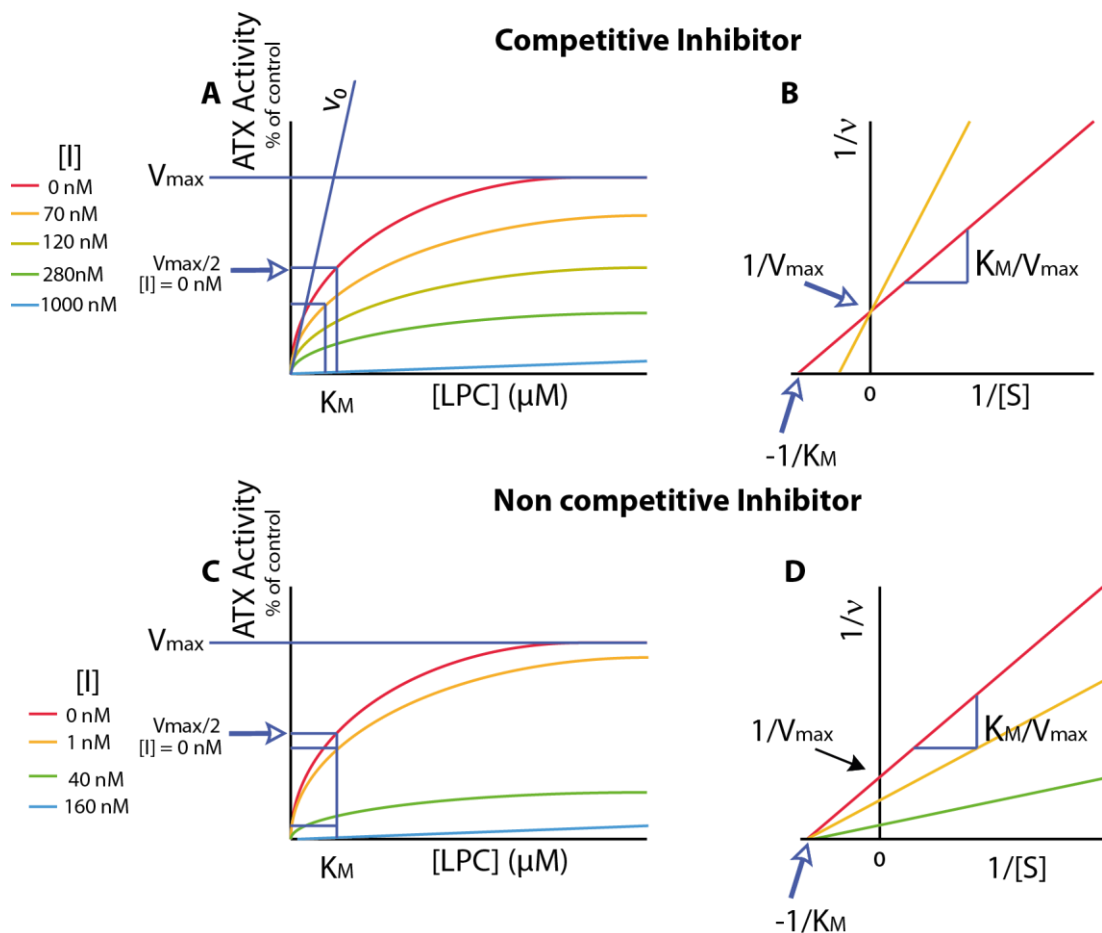 Competitive Inhibitor
A
ATX Activity
% of control
v₀
B
1/ν
[I]
0 nM
70 nM
120 nM
280nM
1000 nM
Vmax
Vmax/2
[I] = 0 nM
KM
[LPC] (μM)
1/Vmax
KM/Vmax
0
1/[S]
-1/KM
Non competitive Inhibitor
C
ATX Activity
% of control
D
1/ν
[I]
0 nM
1 nM
40 nM
160 nM
Vmax
Vmax/2
[I] = 0 nM
KM
[LPC] (μM)
1/Vmax
KM/Vmax
0
1/[S]
-1/KM